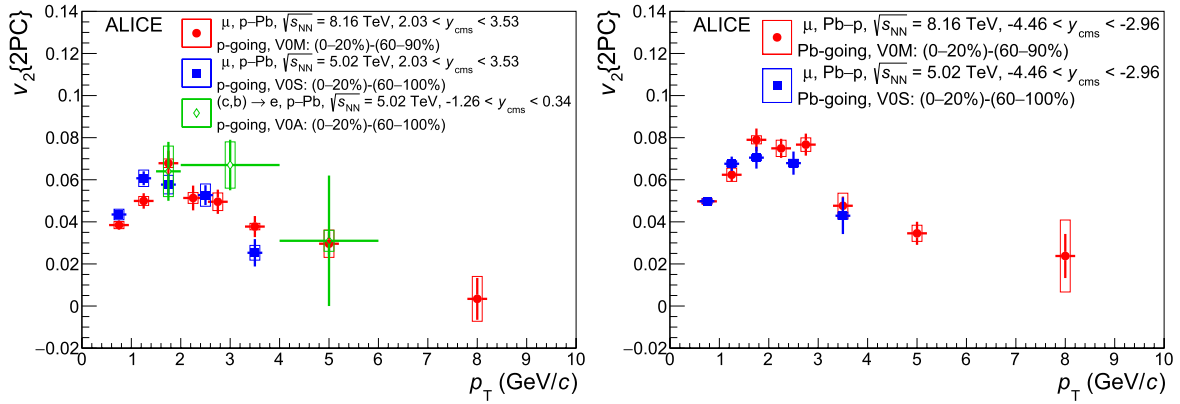 ALICE
μ, p–Pb, √sNN = 8.16 TeV, 2.03 < ycms < 3.53
p-going, V0M: (0–20%)-(60–90%)
μ, p–Pb, √sNN = 5.02 TeV, 2.03 < ycms < 3.53
p-going, V0S: (0–20%)-(60–100%)
(c,b) → e, p–Pb, √sNN = 5.02 TeV, -1.26 < ycms < 0.34
p-going, V0A: (0–20%)-(60–100%)
v2{2PC}
0.14
0.12
0.1
0.08
0.06
0.04
0.02
0
−0.02
0 1 2 3 4 5 6 7 8 9 10
pT (GeV/c)
ALICE
μ, Pb–p, √sNN = 8.16 TeV, -4.46 < ycms < -2.96
Pb-going, V0M: (0–20%)-(60–90%)
μ, Pb–p, √sNN = 5.02 TeV, -4.46 < ycms < -2.96
Pb-going, V0S: (0–20%)-(60–100%)
v2{2PC}
0.14
0.12
0.1
0.08
0.06
0.04
0.02
0
−0.02
0 1 2 3 4 5 6 7 8 9 10
pT (GeV/c)